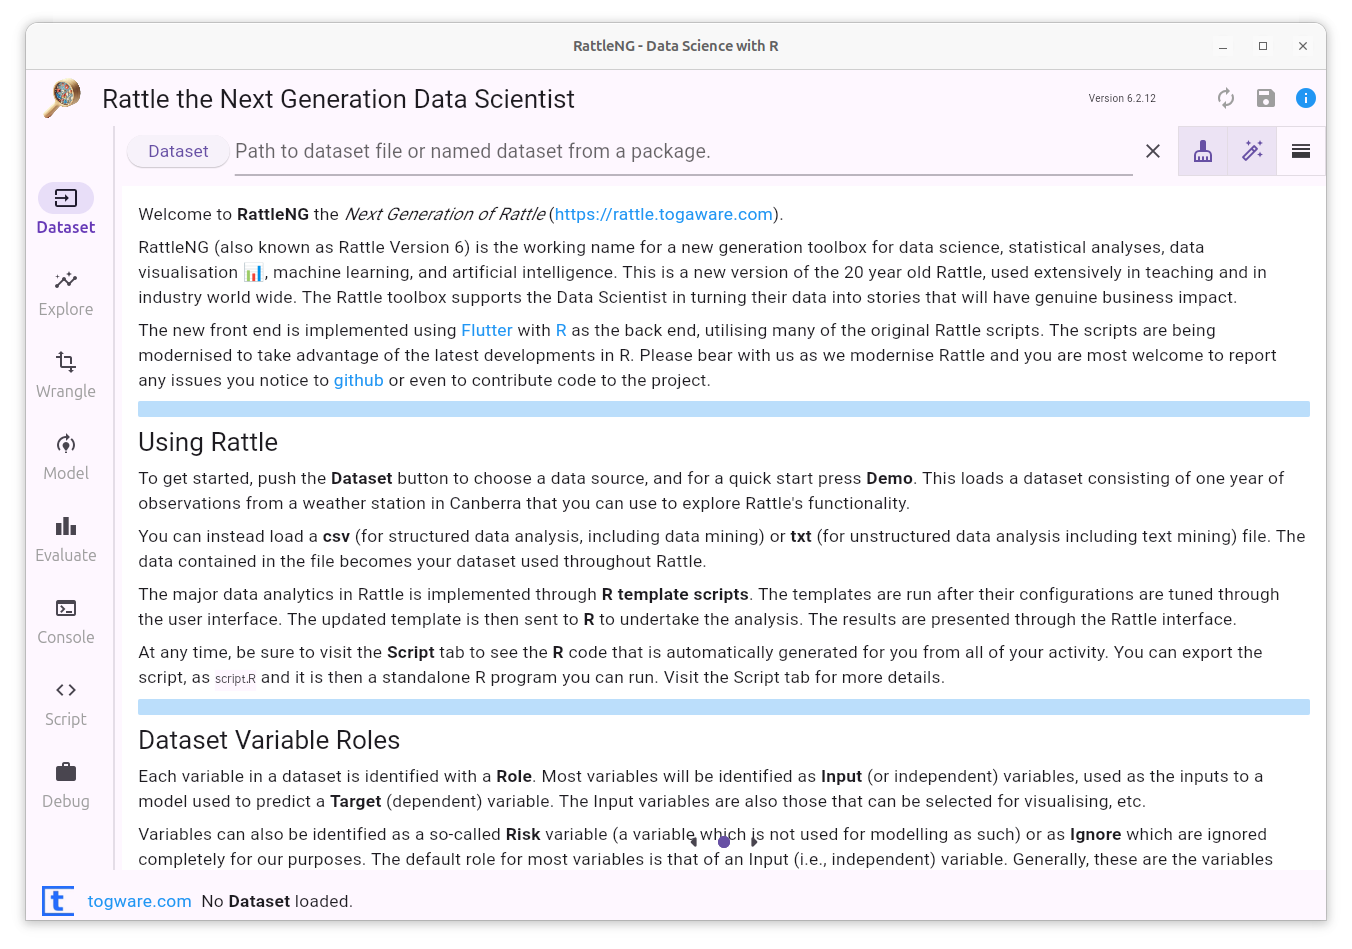 RattleNG - Data Science with R
Rattle the Next Generation Data Scientist
Version 6.2.12
Dataset
Path to dataset file or named dataset from a package.
Dataset
Explore
Wrangle
Model
Evaluate
Console
Script
Debug
Welcome to RattleNG the Next Generation of Rattle (https://rattle.togaware.com).
RattleNG (also known as Rattle Version 6) is the working name for a new generation toolbox for data science, statistical analyses, data
visualisation 📊, machine learning, and artificial intelligence. This is a new version of the 20 year old Rattle, used extensively in teaching and in
industry world wide. The Rattle toolbox supports the Data Scientist in turning their data into stories that will have genuine business impact.
The new front end is implemented using Flutter with R as the back end, utilising many of the original Rattle scripts. The scripts are being
modernised to take advantage of the latest developments in R. Please bear with us as we modernise Rattle and you are most welcome to report
any issues you notice to github or even to contribute code to the project.
Using Rattle
To get started, push the Dataset button to choose a data source, and for a quick start press Demo. This loads a dataset consisting of one year of
observations from a weather station in Canberra that you can use to explore Rattle's functionality.
You can instead load a csv (for structured data analysis, including data mining) or txt (for unstructured data analysis including text mining) file. The
data contained in the file becomes your dataset used throughout Rattle.
The major data analytics in Rattle is implemented through R template scripts. The templates are run after their configurations are tuned through
the user interface. The updated template is then sent to R to undertake the analysis. The results are presented through the Rattle interface.
At any time, be sure to visit the Script tab to see the R code that is automatically generated for you from all of your activity. You can export the
script, as script.R and it is then a standalone R program you can run. Visit the Script tab for more details.
Dataset Variable Roles
Each variable in a dataset is identified with a Role. Most variables will be identified as Input (or independent) variables, used as the inputs to a
model used to predict a Target (dependent) variable. The Input variables are also those that can be selected for visualising, etc.
Variables can also be identified as a so-called Risk variable (a variable which is not used for modelling as such) or as Ignore which are ignored
completely for our purposes. The default role for most variables is that of an Input (i.e., independent) variable. Generally, these are the variables
t
togware.com No Dataset loaded.